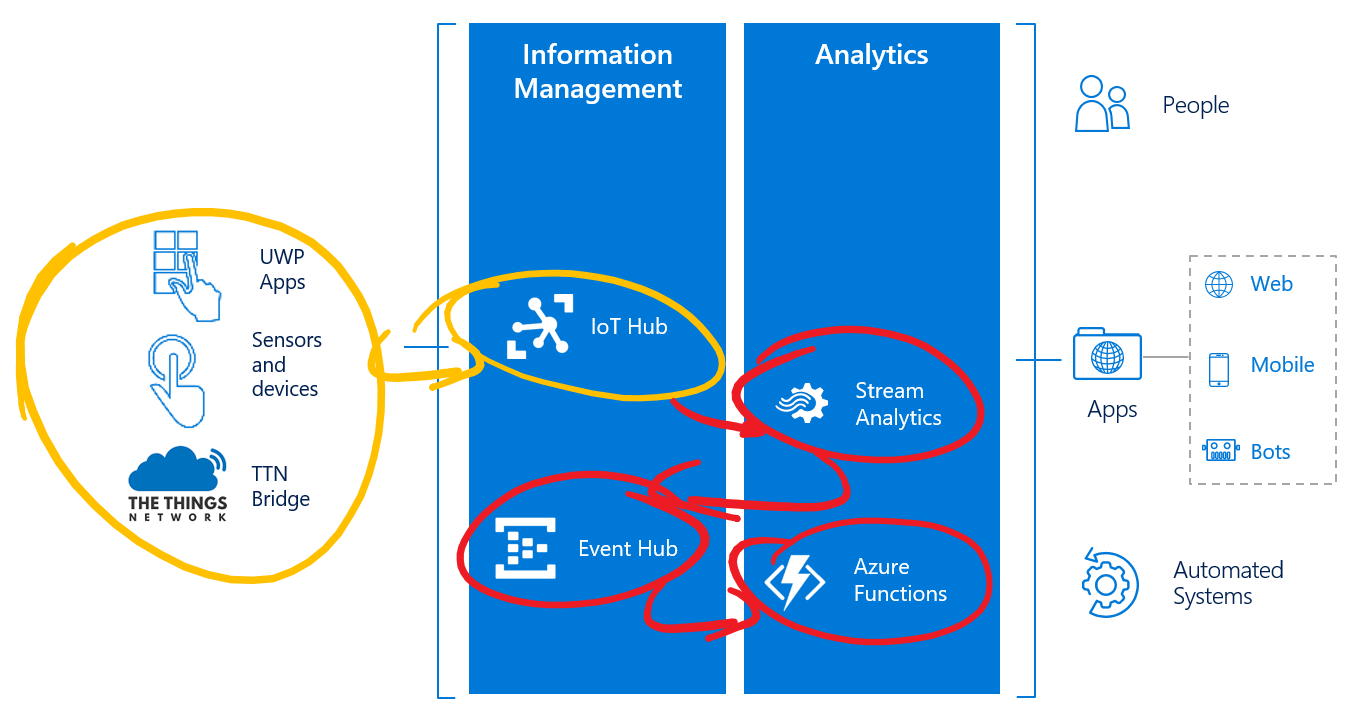 Information
Management
Analytics
People
UWP
Apps
IoT Hub
Web
Sensors
and
devices
Stream
Analytics
Mobile
Apps
Bots
TTN
Bridge
THE THINGS
NETWORK
Event Hub
Azure
Functions
Automated
Systems